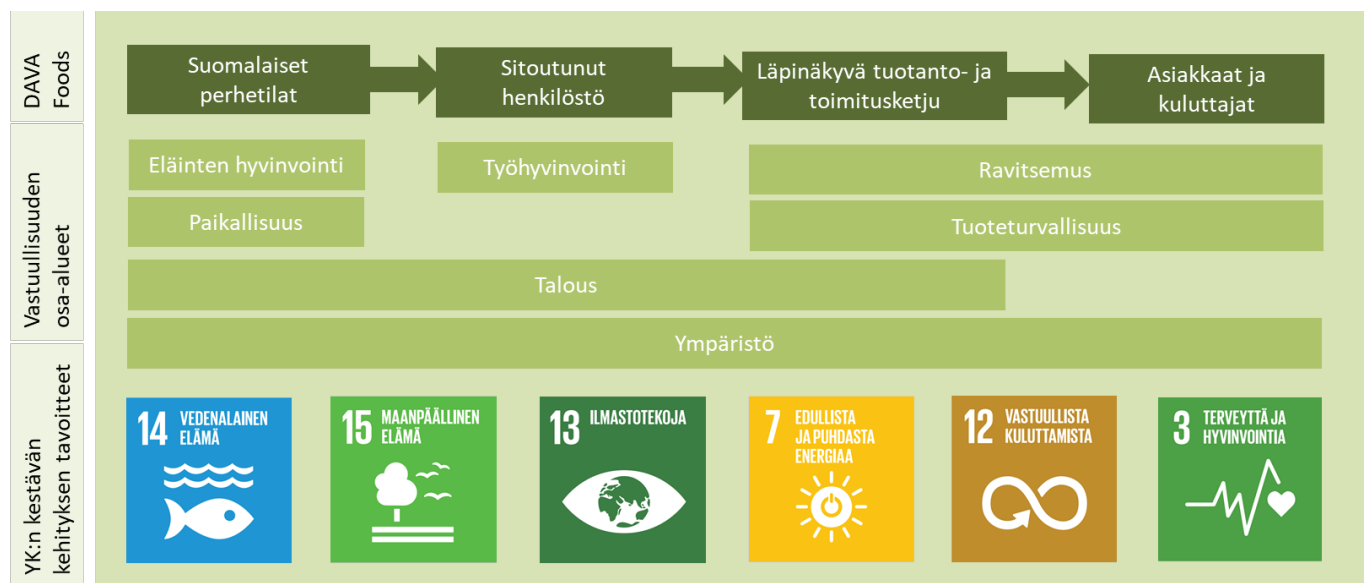 DAVA
Foods
Suomalaiset
perhetilat
Sitoutunut
henkilöstö
Läpinäkyvä tuotanto- ja
toimitusketju
Asiakkaat ja
kuluttajat
Vastuullisuuden
osa-alueet
Eläinten hyvinvointi
Työhyvinvointi
Ravitsemus
Paikallisuus
Tuoteturvallisuus
Talous
Ympäristö
YK:n kestävän
kehityksen tavoitteet
14 VEDENALAINEN
ELÄMÄ
15 MAANPÄÄLLINEN
ELÄMÄ
13 ILMASTOTEKOJA
7 EDULLISTA
JA PUHDASTA
ENERGIAA
12 VASTUULLISTA
KULUTTAMISTA
3 TERVEYTTÄ JA
HYVINVOINTIA